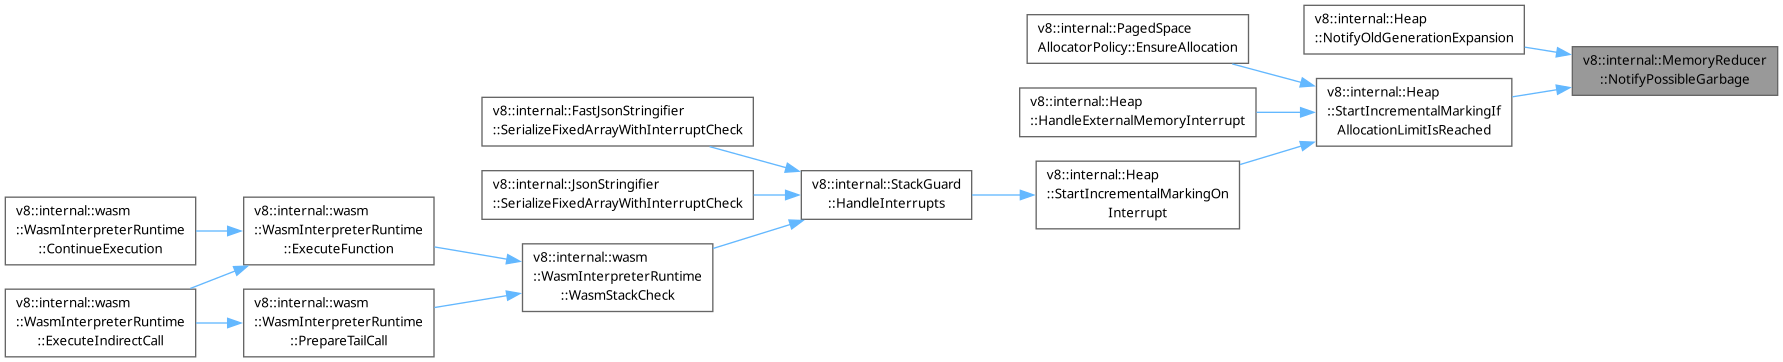 v8::internal::Heap
::NotifyOldGenerationExpansion
v8::internal::PagedSpace
AllocatorPolicy::EnsureAllocation
v8::internal::MemoryReducer
::NotifyPossibleGarbage
v8::internal::Heap
::StartIncrementalMarkingIf
AllocationLimitIsReached
v8::internal::Heap
::HandleExternalMemoryInterrupt
v8::internal::FastJsonStringifier
::SerializeFixedArrayWithInterruptCheck
v8::internal::Heap
::StartIncrementalMarkingOn
Interrupt
v8::internal::JsonStringifier
::SerializeFixedArrayWithInterruptCheck
v8::internal::StackGuard
::HandleInterrupts
v8::internal::wasm
::WasmInterpreterRuntime
::ContinueExecution
v8::internal::wasm
::WasmInterpreterRuntime
::ExecuteFunction
v8::internal::wasm
::WasmInterpreterRuntime
::WasmStackCheck
v8::internal::wasm
::WasmInterpreterRuntime
::ExecuteIndirectCall
v8::internal::wasm
::WasmInterpreterRuntime
::PrepareTailCall